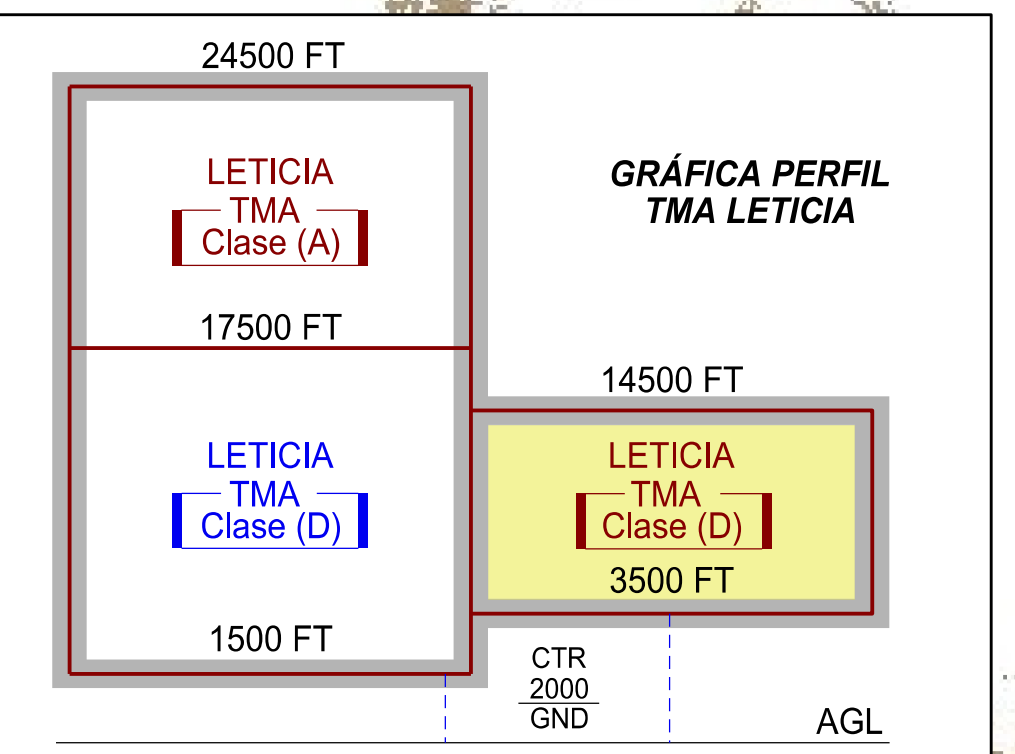 24500 FT
LETICIA
TMA
Clase (A)
GRÁFICA PERFIL
TMA LETICIA
17500 FT
14500 FT
LETICIA
TMA
Clase (D)
LETICIA
TMA
Clase (D)
3500 FT
1500 FT
CTR
2000
GND
AGL